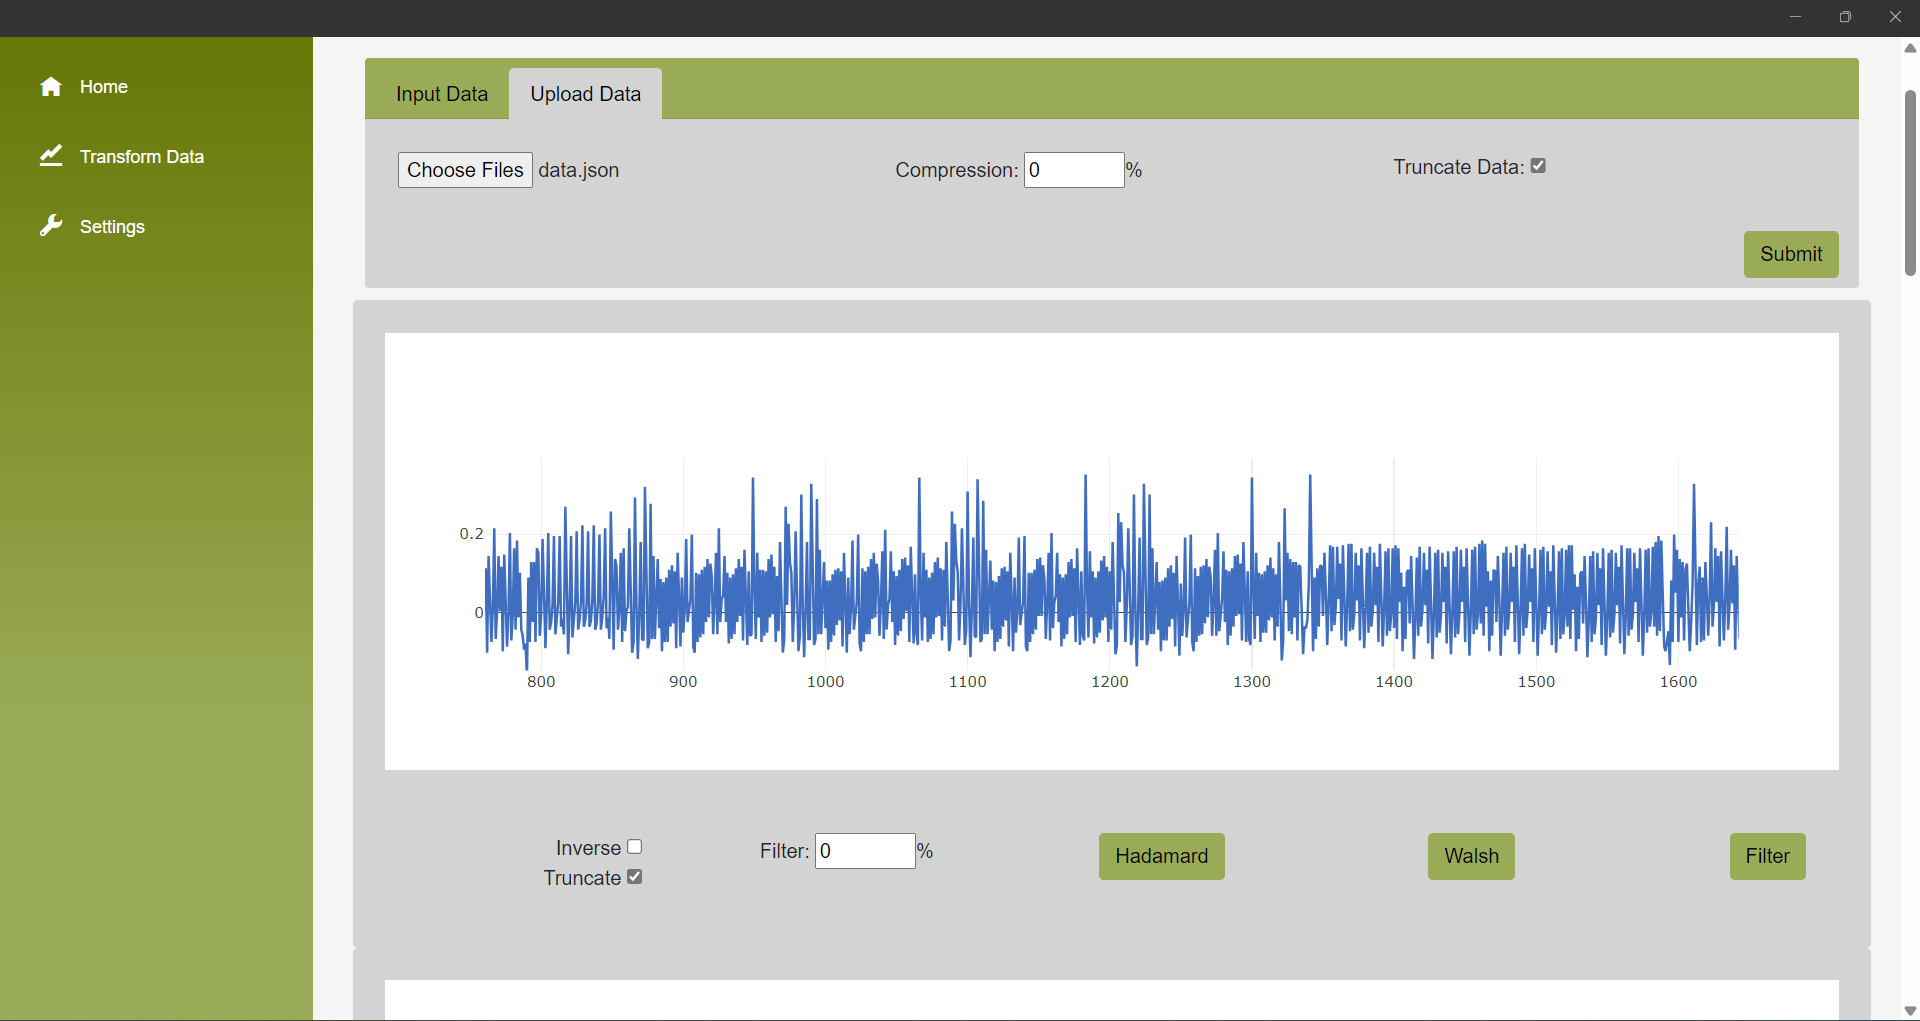 Home
Transform Data
Settings
Input Data
Upload Data
Choose Files data.json
Compression: 0 %
Truncate Data:
Submit
0.2
0
800 900 1000 1100 1200 1300 1400 1500 1600
Inverse
Truncate
Filter: 0 %
Hadamard
Walsh
Filter